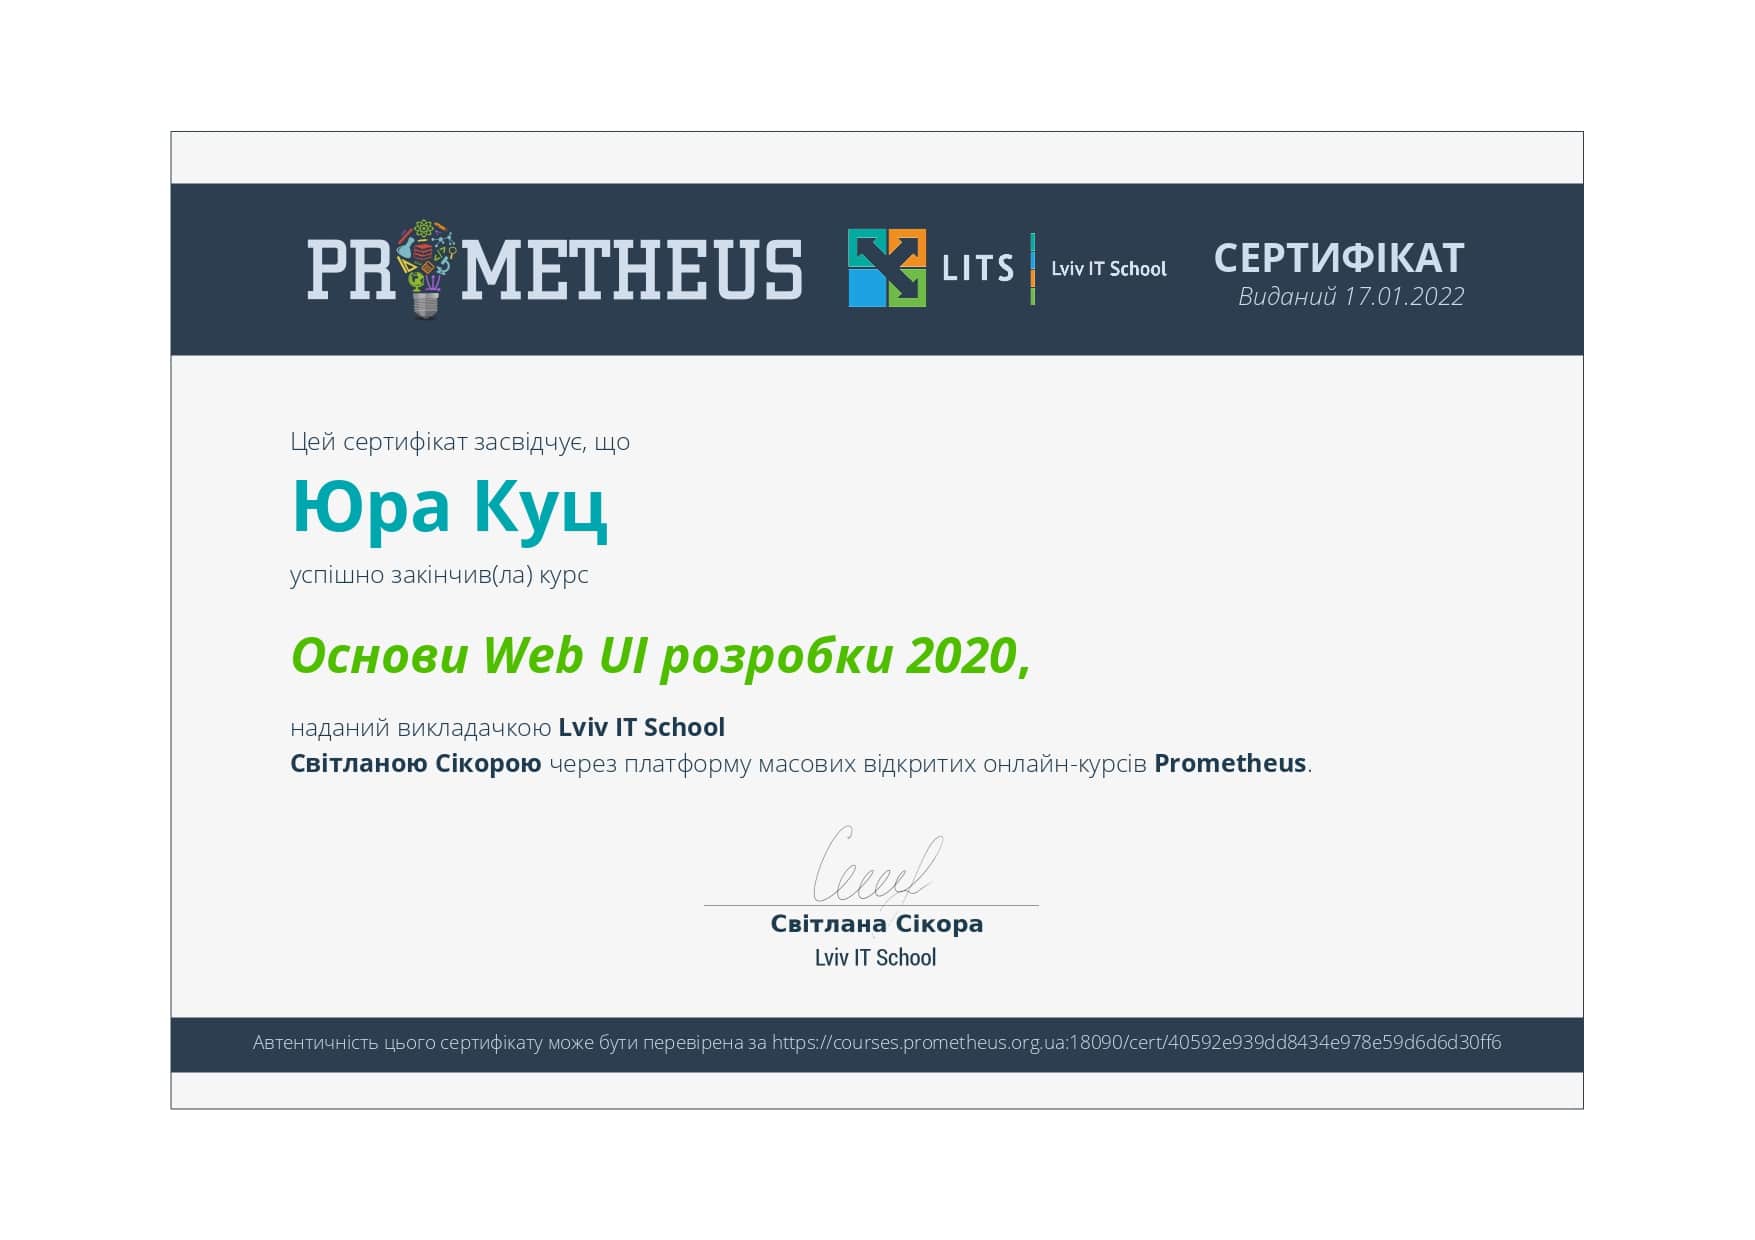 PROMETHEUS
LITS
Lviv IT School
СЕРТИФІКАТ
Виданий 17.01.2022
Цей сертифікат засвідчує, що
Юра Куц
успішно закінчив(ла) курс
Основи Web UI розробки 2020,
наданий викладачкою Lviv IT School
Світланою Сікорою через платформу масових відкритих онлайн-курсів Prometheus.
Світлана Сікора
Lviv IT School
Автентичність цього сертифікату може бути перевірена за https://courses.prometheus.org.ua:18090/cert/40592e939dd8434e978e59d6d6d30ff6